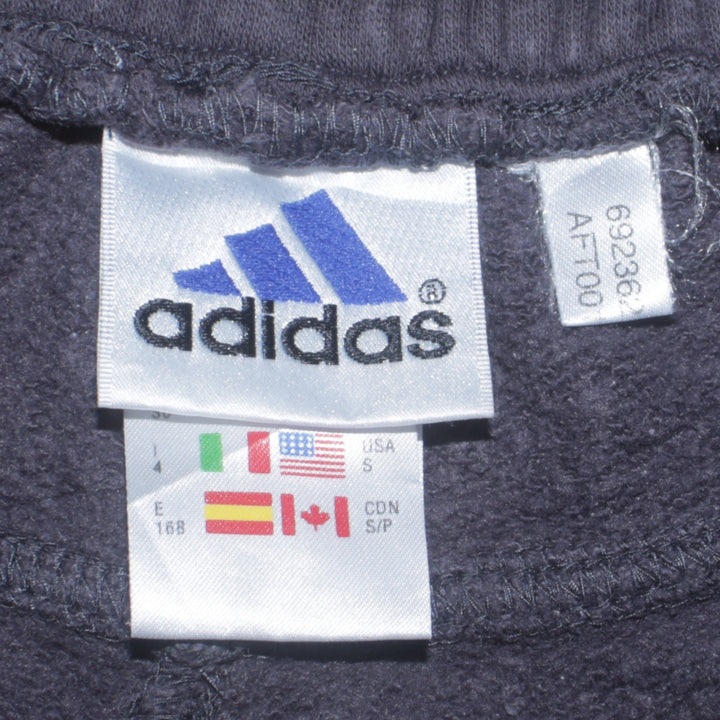 adidas®
692362
AFT00
I USA
4 S
E CDN
168 S/P